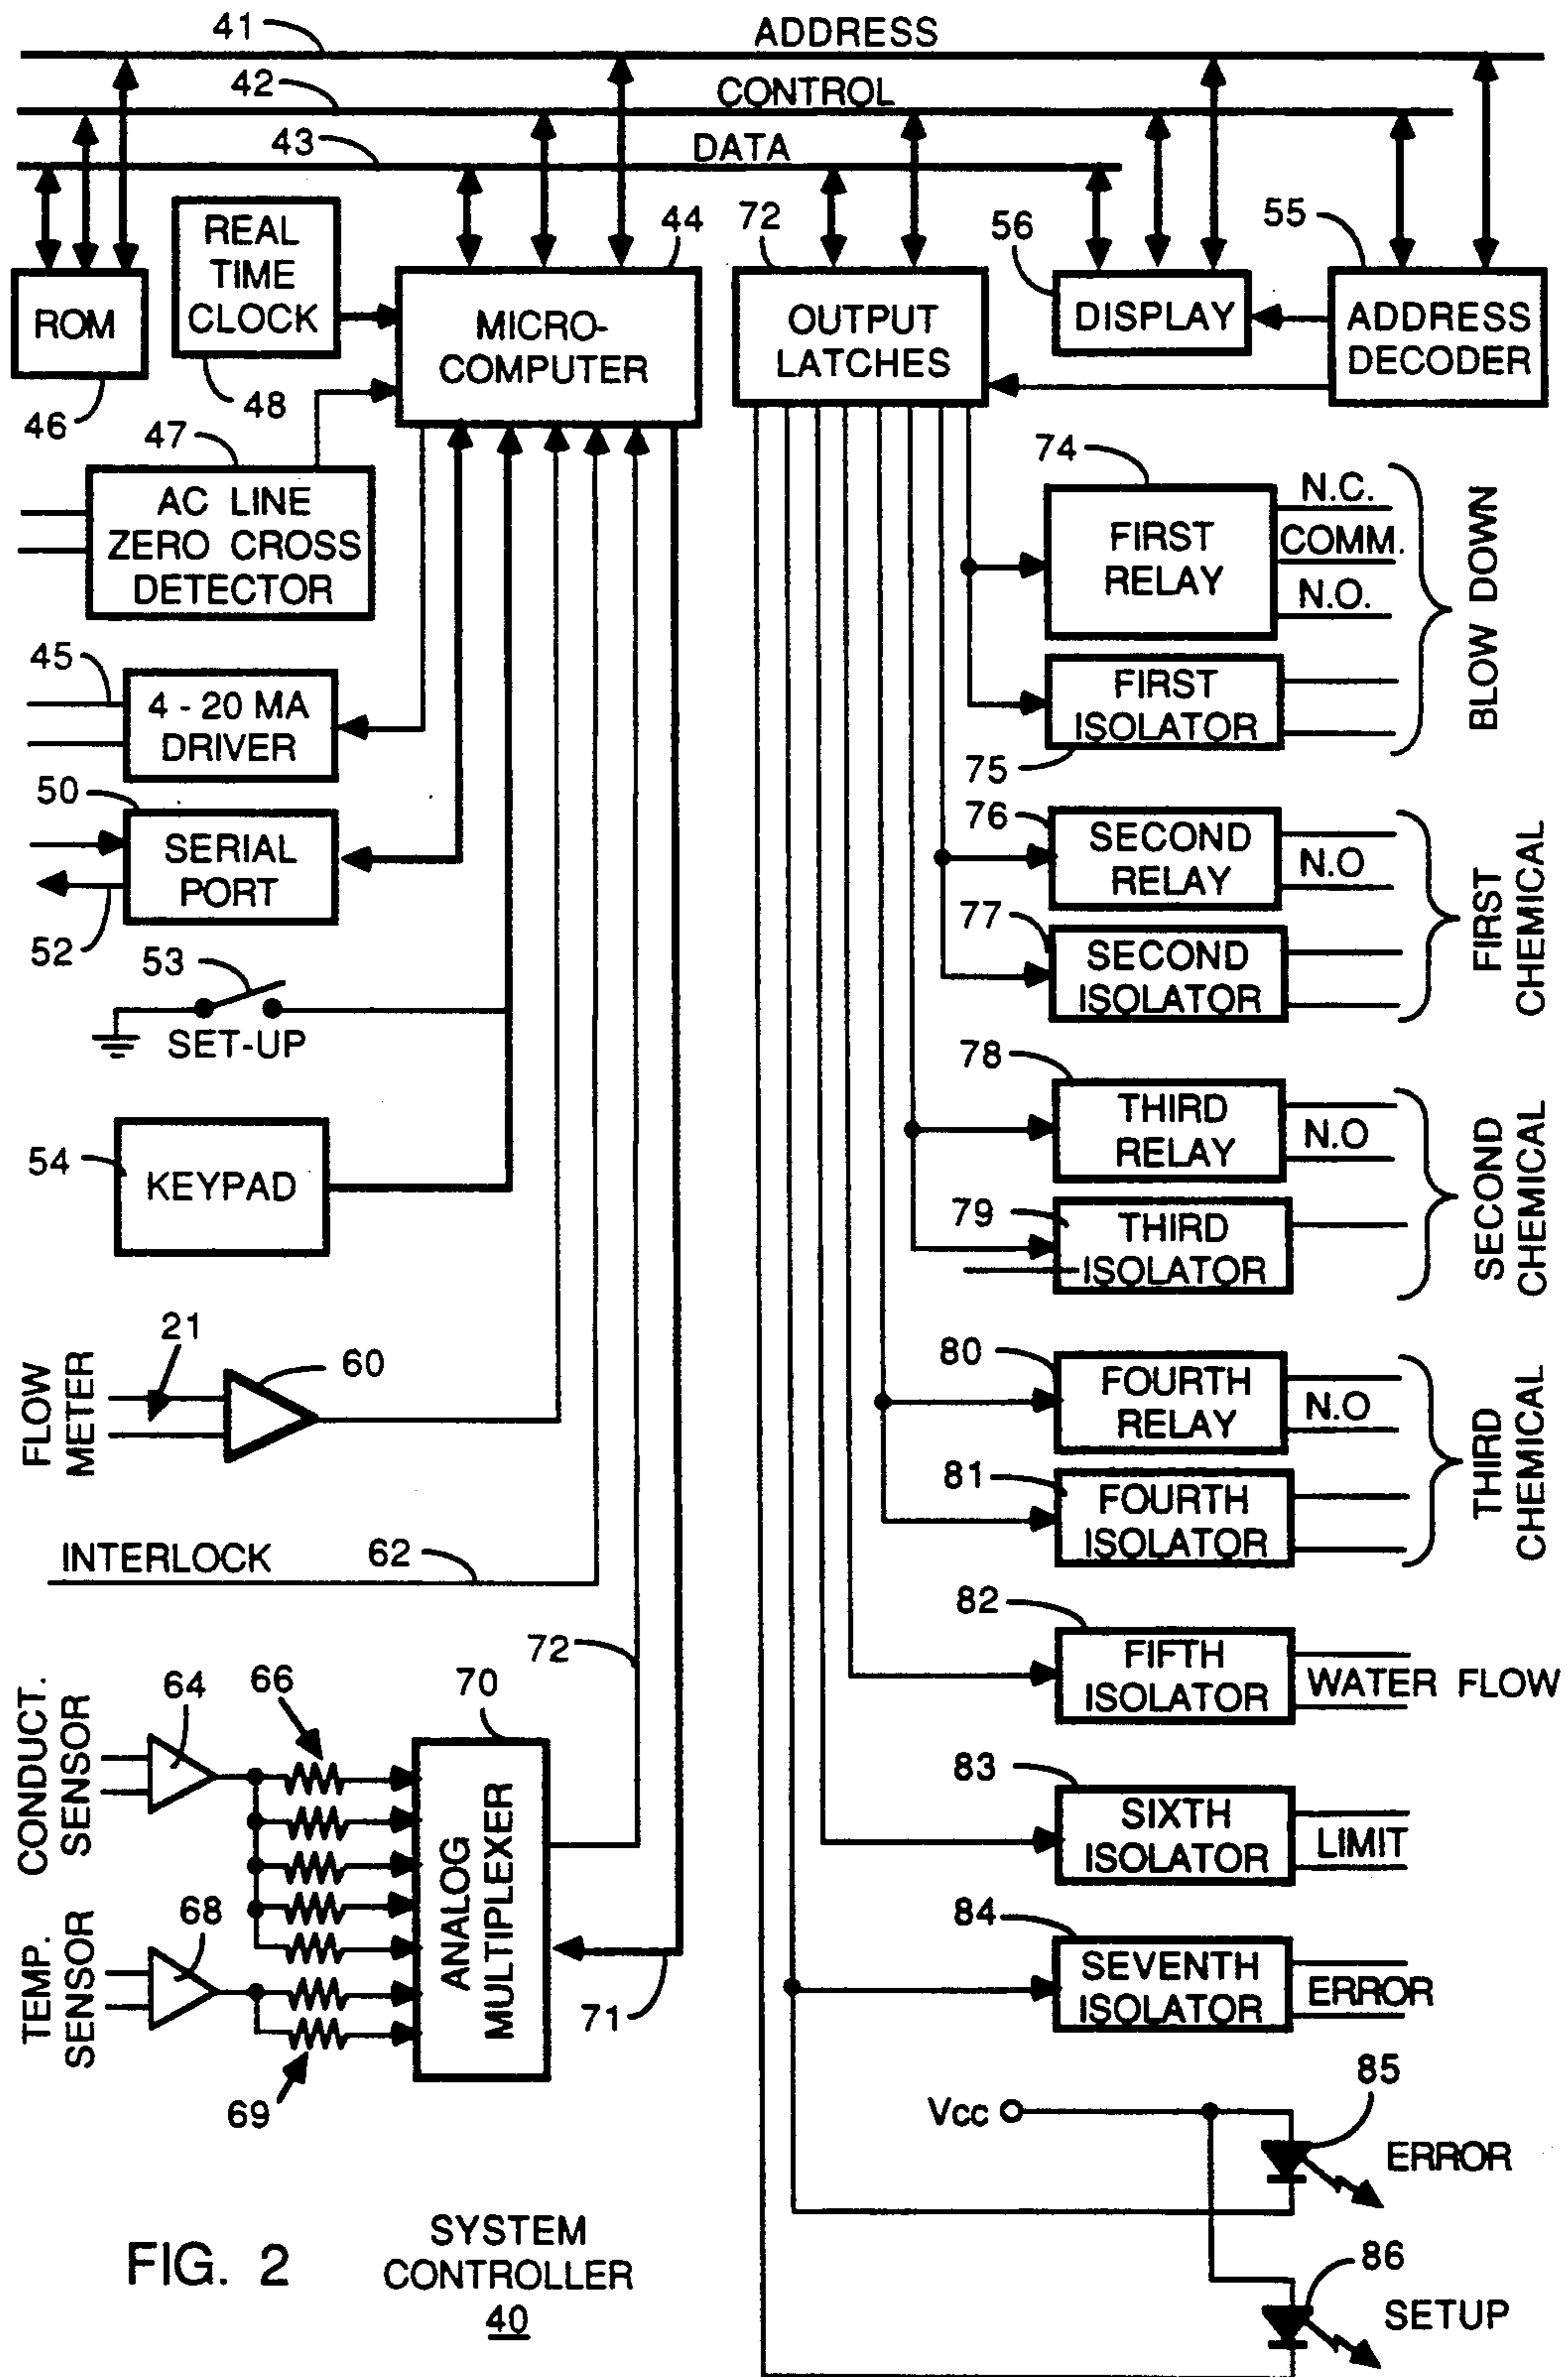 41
ADDRESS
42
CONTROL
43
DATA
REAL
TIME
CLOCK
48
ROM
46
44
MICRO-
COMPUTER
72
OUTPUT
LATCHES
56
DISPLAY
55
ADDRESS
DECODER
47
AC LINE
ZERO CROSS
DETECTOR
45
4 - 20 MA
DRIVER
50
SERIAL
PORT
52
53
SET-UP
54
KEYPAD
21
FLOW
METER
60
INTERLOCK
62
CONDUCT.
SENSOR
64
66
TEMP.
SENSOR
68
69
70
ANALOG
MULTIPLEXER
72
71
74
FIRST
RELAY
N.C.
COMM.
N.O.
FIRST
ISOLATOR
75
BLOW DOWN
76
SECOND
RELAY
N.O
77
SECOND
ISOLATOR
FIRST
CHEMICAL
78
THIRD
RELAY
N.O
79
THIRD
ISOLATOR
SECOND
CHEMICAL
80
FOURTH
RELAY
N.O
81
FOURTH
ISOLATOR
THIRD
CHEMICAL
82
FIFTH
ISOLATOR
WATER FLOW
83
SIXTH
ISOLATOR
LIMIT
84
SEVENTH
ISOLATOR
ERROR
Vcc
85
ERROR
86
SETUP
FIG. 2
SYSTEM
CONTROLLER
40